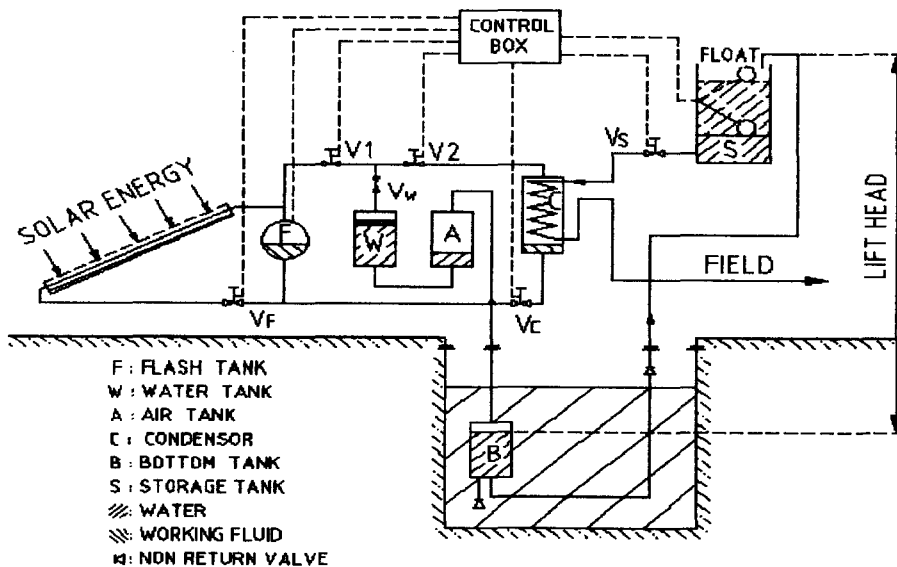 CONTROL
BOX
FLOAT
V1
V2
VS
S
SOLAR ENERGY
F
VW
W
A
C
LIFT HEAD
FIELD
VF
VC
B
F : FLASH TANK
W : WATER TANK
A : AIR TANK
C : CONDENSOR
B : BOTTOM TANK
S : STORAGE TANK
: WATER
: WORKING FLUID
: NON RETURN VALVE